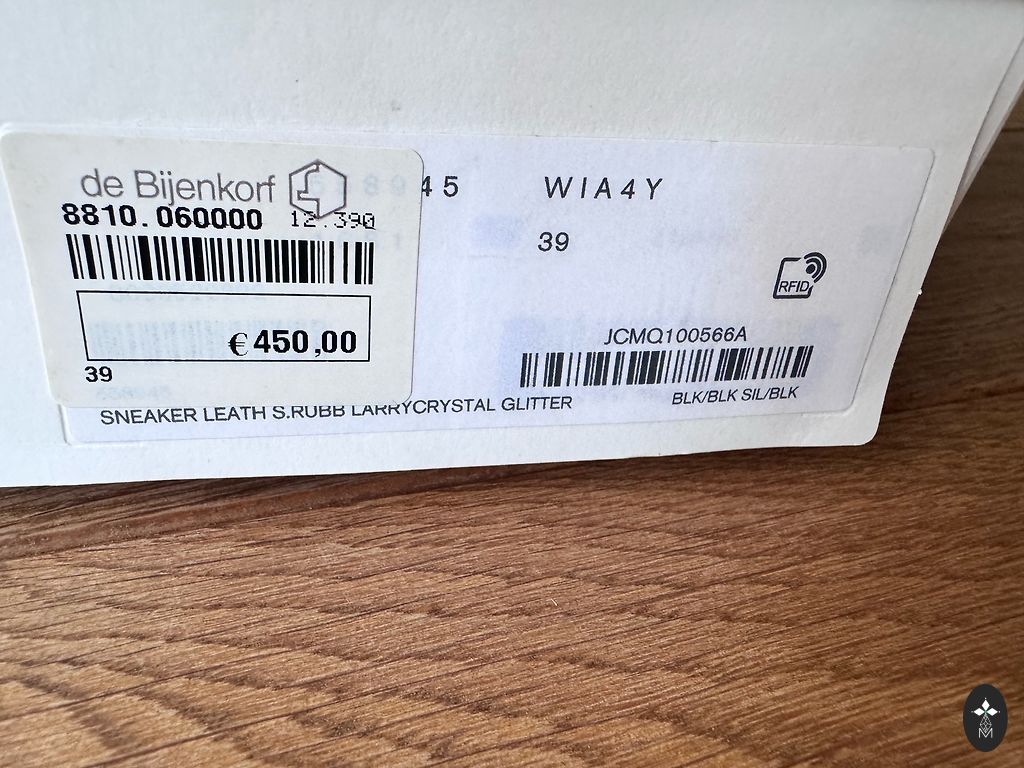 de Bijenkorf
8810.060000 12.390
€450,00
39
45 WIA4Y
39
RFID
JCMQ100566A
SNEAKER LEATH S.RUBB LARRYCRYSTAL GLITTER
BLK/BLK SIL/BLK
M